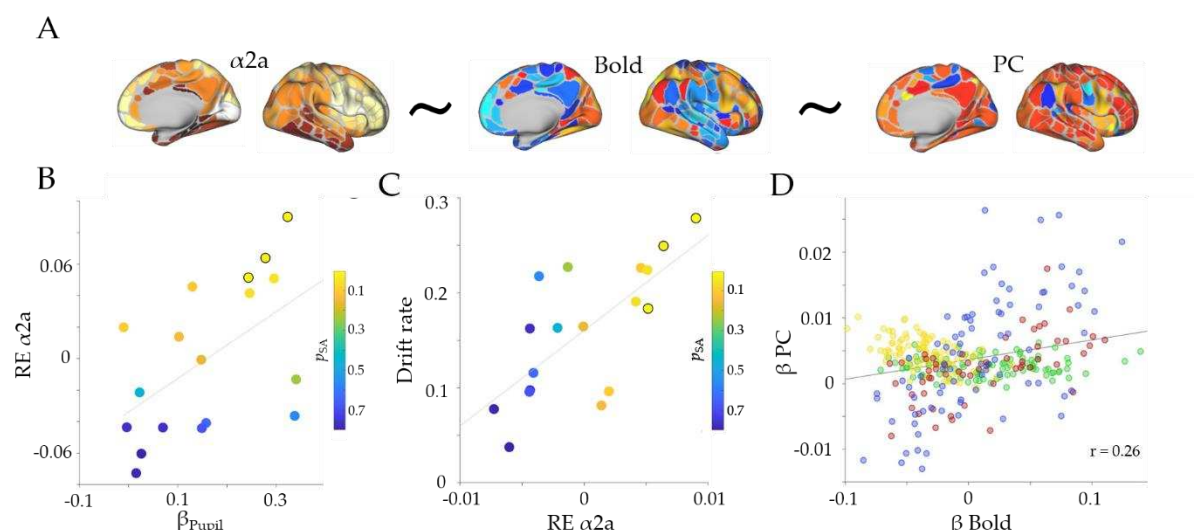 A
α2a
~
Bold
~
PC
B
RE α2a
0.06
0
-0.06
-0.1
0.1
0.3
βPupil
0.1
0.3
0.5
0.7
pSA
C
Drift rate
0.3
0.2
0.1
0
-0.01
0
0.01
RE α2a
0.1
0.3
0.5
0.7
pSA
D
β PC
0.02
0.01
0
-0.01
-0.1
0
0.1
β Bold
r = 0.26